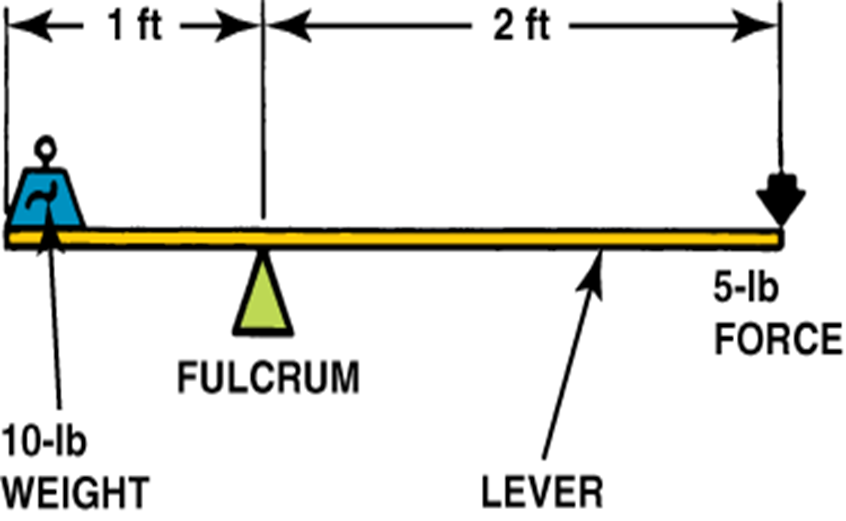 1 ft
2 ft
5-lb
FORCE
FULCRUM
10-lb
WEIGHT
LEVER